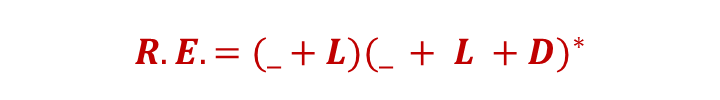 R.E.= (_ + L)(_ + L + D)*